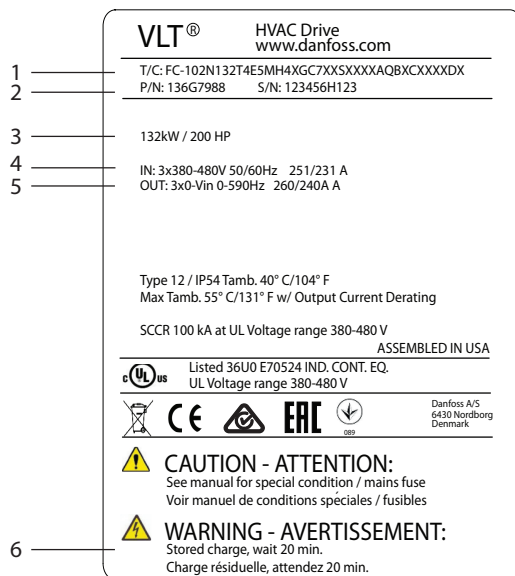 VLT® HVAC Drive
www.danfoss.com
1 T/C: FC-102N132T4E5MH4XGC7XXSXXXXAQBXCXXXXDX
2 P/N: 136G7988 S/N: 123456H123
3 132kW / 200 HP
4 IN: 3x380-480V 50/60Hz 251/231 A
5 OUT: 3x0-Vin 0-590Hz 260/240A A
Type 12 / IP54 Tamb. 40° C/104° F
Max Tamb. 55° C/131° F w/ Output Current Derating
SCCR 100 kA at UL Voltage range 380-480 V
ASSEMBLED IN USA
c UL us Listed 36U0 E70524 IND. CONT. EQ.
UL Voltage range 380-480 V
CE EAC 089
Danfoss A/S
6430 Nordborg
Denmark
CAUTION - ATTENTION:
See manual for special condition / mains fuse
Voir manuel de conditions spéciales / fusibles
WARNING - AVERTISSEMENT:
6 Stored charge, wait 20 min.
Charge résiduelle, attendez 20 min.